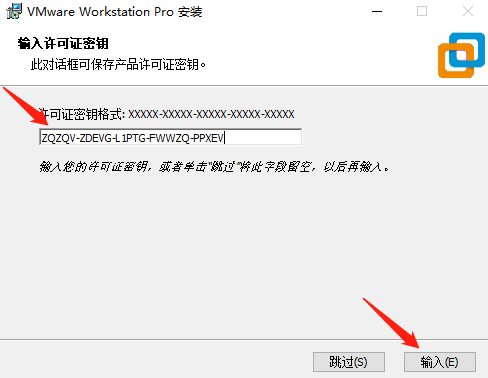 VMware Workstation Pro 安装
输入许可证密钥
此对话框可保存产品许可证密钥。
许可证密钥格式: XXXXX-XXXXX-XXXXX-XXXXX-XXXXX
ZQZQV-ZDEVG-L1PTG-FWWZQ-PPXEV
输入您的许可证密钥，或者单击"跳过"将此字段留空，以后再输入。
跳过(S)
输入(E)